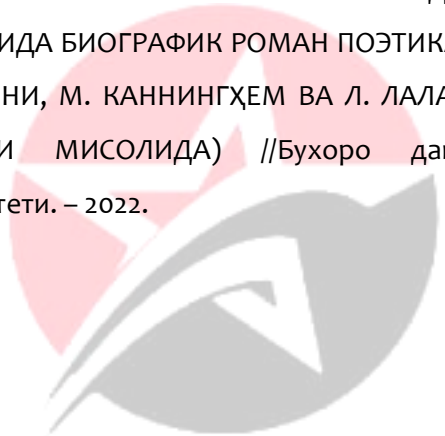 ИДА БИОГРАФИК РОМАН ПОЭТИК
НИ, М. КАННИНГҲЕМ ВА Л. ЛАЛА
И МИСОЛИДА) //Бухоро да
тети. – 2022.